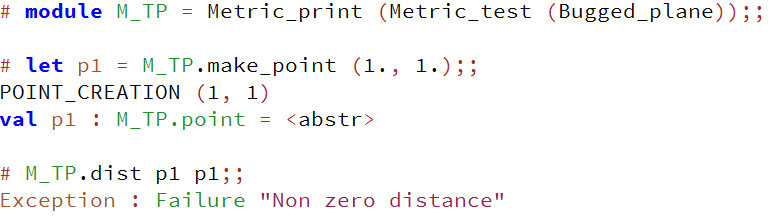 # module M_TP = Metric_print (Metric_test (Bugged_plane));;
# let p1 = M_TP.make_point (1., 1.);;
POINT_CREATION (1, 1)
val p1 : M_TP.point = <abstr>
# M_TP.dist p1 p1;;
Exception : Failure "Non zero distance"